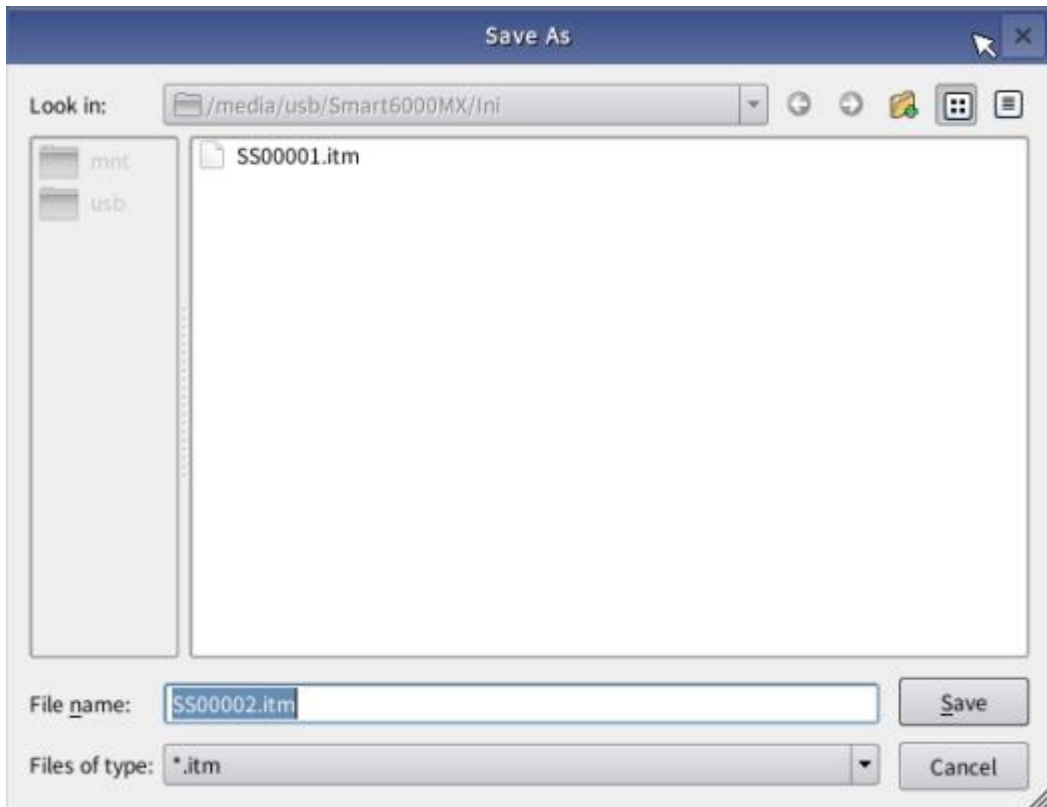 Save As
Look in: /media/usb/Smart6000MX/Ini
mnt
usb
SS00001.itm
File name: SS00002.itm
Save
Files of type: *.itm
Cancel